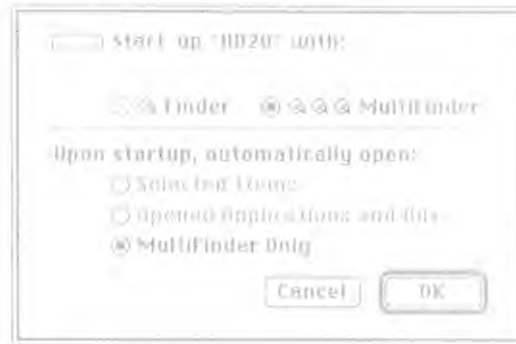 Start up "HD20" with:
Finder MultiFinder
Upon startup, automatically open:
Selected Items
Opened Applications and DAs
MultiFinder Only
Cancel OK